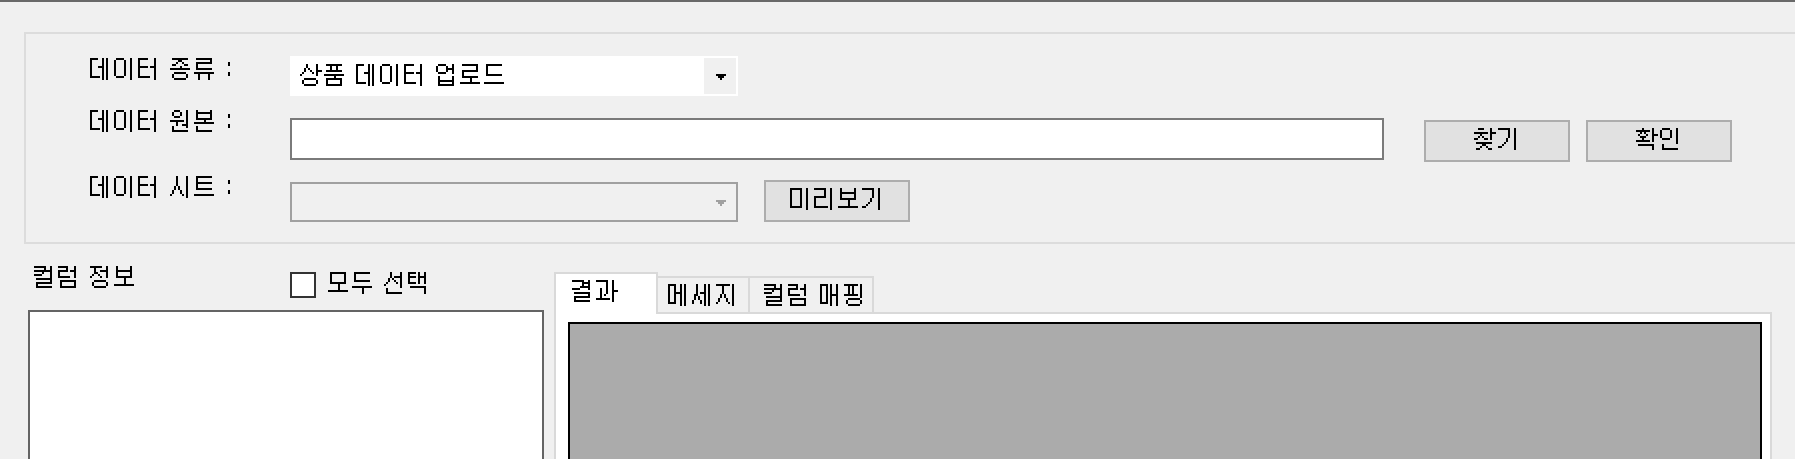 데이터 종류 : 상품 데이터 업로드
데이터 원본 : 찾기 확인
데이터 시트 : 미리보기
컬럼 정보 모두 선택 결과 메세지 컬럼 매핑